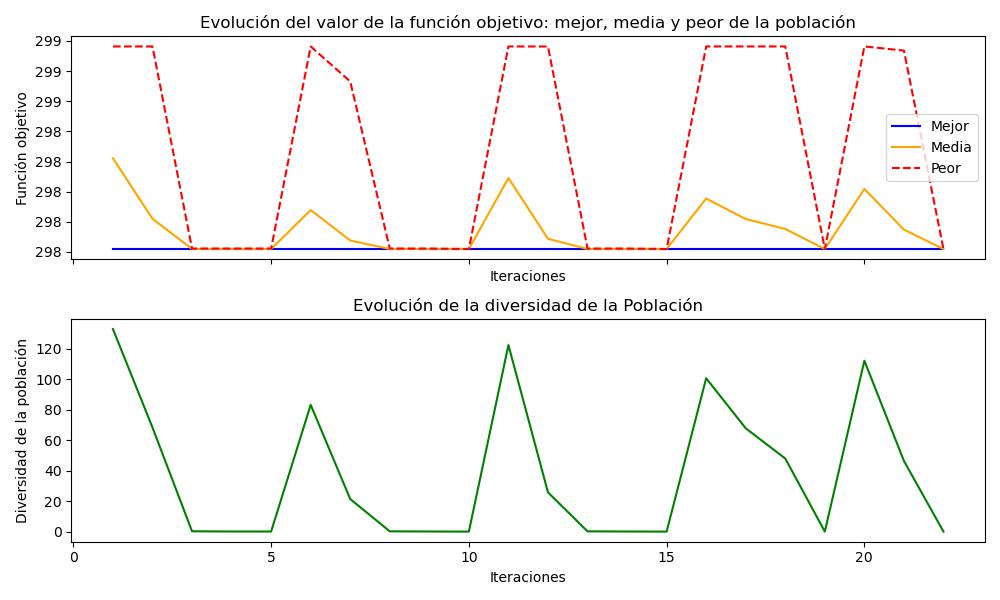 Evolución del valor de la función objetivo: mejor, media y peor de la población
299
299
299
298
298
298
298
298
Función objetivo
Mejor
Media
Peor
Iteraciones
Evolución de la diversidad de la Población
120
100
80
60
40
20
0
Diversidad de la población
0 5 10 15 20
Iteraciones